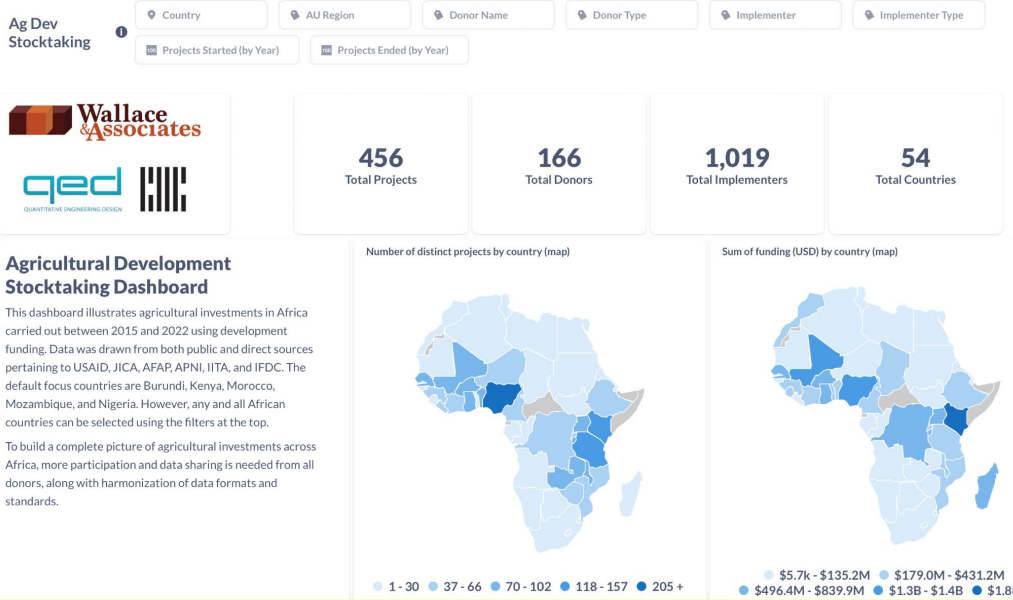 Ag Dev
Stocktaking
Country
AU Region
Donor Name
Donor Type
Implementer
Implementer Type
Projects Started (by Year)
Projects Ended (by Year)
Wallace
&Associates
qed
QUANTITATIVE ENGINEERING DESIGN
456
Total Projects
166
Total Donors
1,019
Total Implementers
54
Total Countries
Agricultural Development
Stocktaking Dashboard
This dashboard illustrates agricultural investments in Africa
carried out between 2015 and 2022 using development
funding. Data was drawn from both public and direct sources
pertaining to USAID, JICA, AFAP, APNI, IITA, and IFDC. The
default focus countries are Burundi, Kenya, Morocco,
Mozambique, and Nigeria. However, any and all African
countries can be selected using the filters at the top.
To build a complete picture of agricultural investments across
Africa, more participation and data sharing is needed from all
donors, along with harmonization of data formats and
standards.
Number of distinct projects by country (map)
1 - 30 37 - 66 70 - 102 118 - 157 205 +
Sum of funding (USD) by country (map)
$5.7k - $135.2M $179.0M - $431.2M
$496.4M - $839.9M $1.3B - $1.4B $1.8